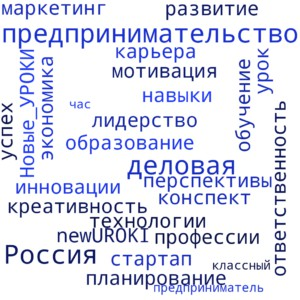 маркетинг развитие
предпринимательство
карьера
мотивация
успех
Новые_УРОКИ
экономика
час
навыки
обучение
урок
лидерство
образование
деловая
ответственность
инновации
перспективы
креативность
конспект
технологии
newUROKI
профессии
Россия
стартап
классный
планирование
предприниматель